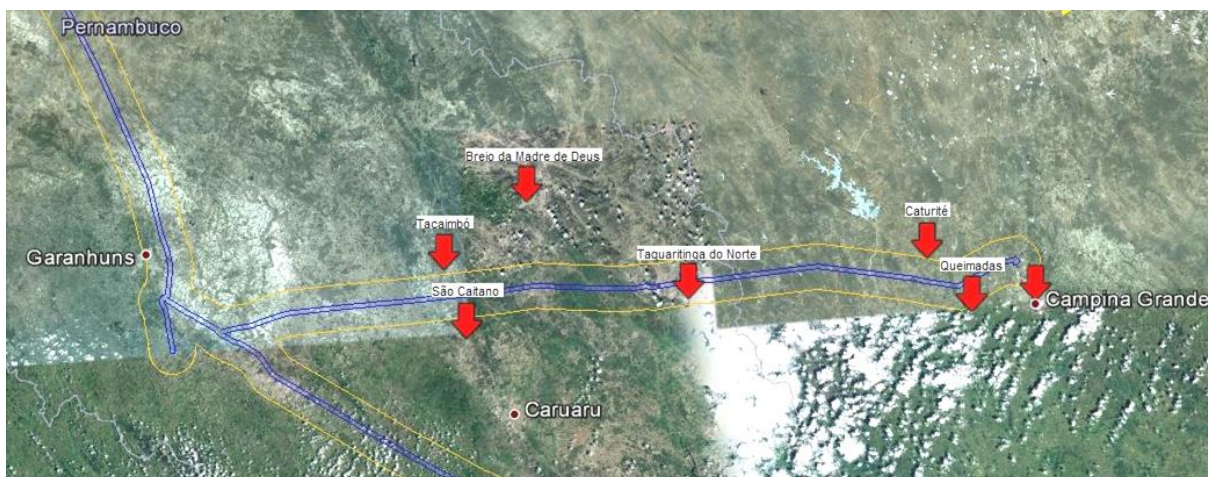 Pernambuco
Brejo da Madre de Deus
Tacaimbó
Caturité
Garanhuns
Taquaritinga do Norte
Queimadas
São Caitano
Campina Grande
Caruaru